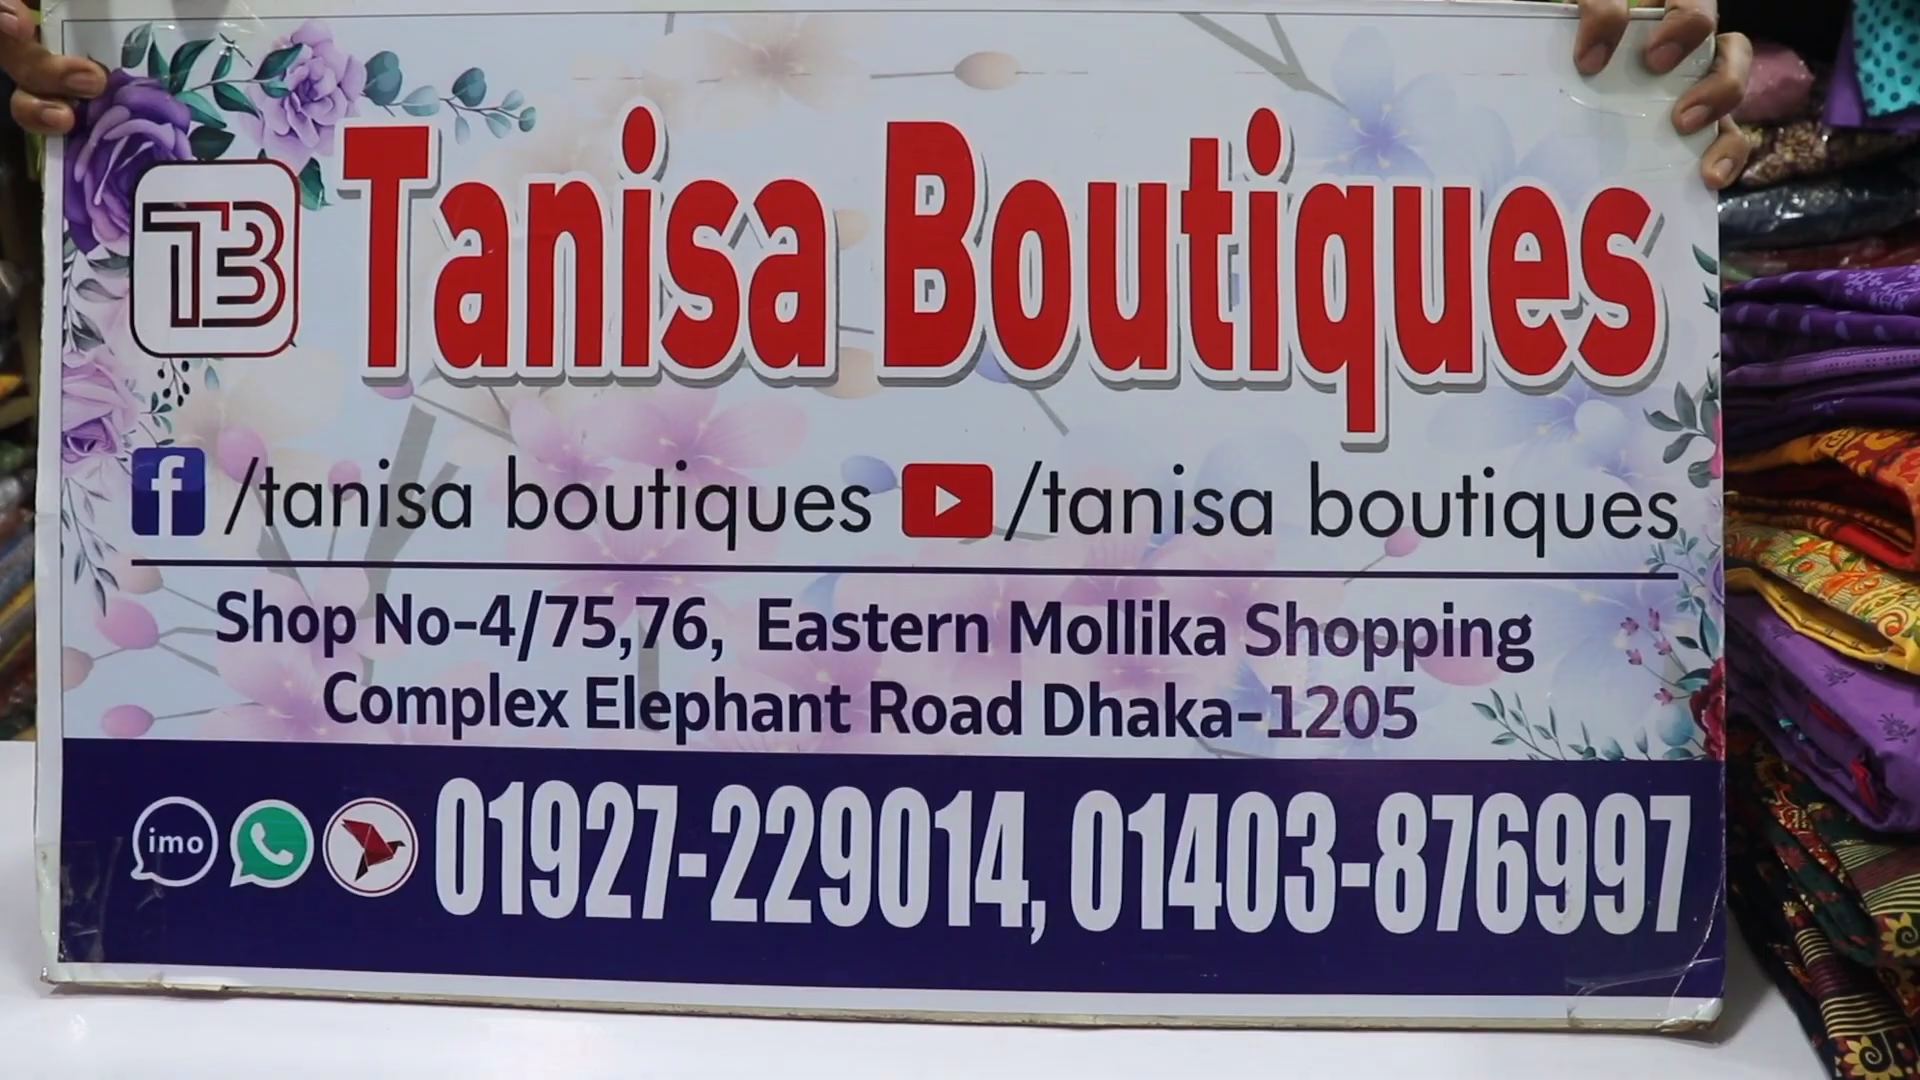 TB
Tanisa Boutiques
f /tanisa boutiques /tanisa boutiques
Shop No-4/75,76, Eastern Mollika Shopping
Complex Elephant Road Dhaka-1205
imo 01927-229014, 01403-876997